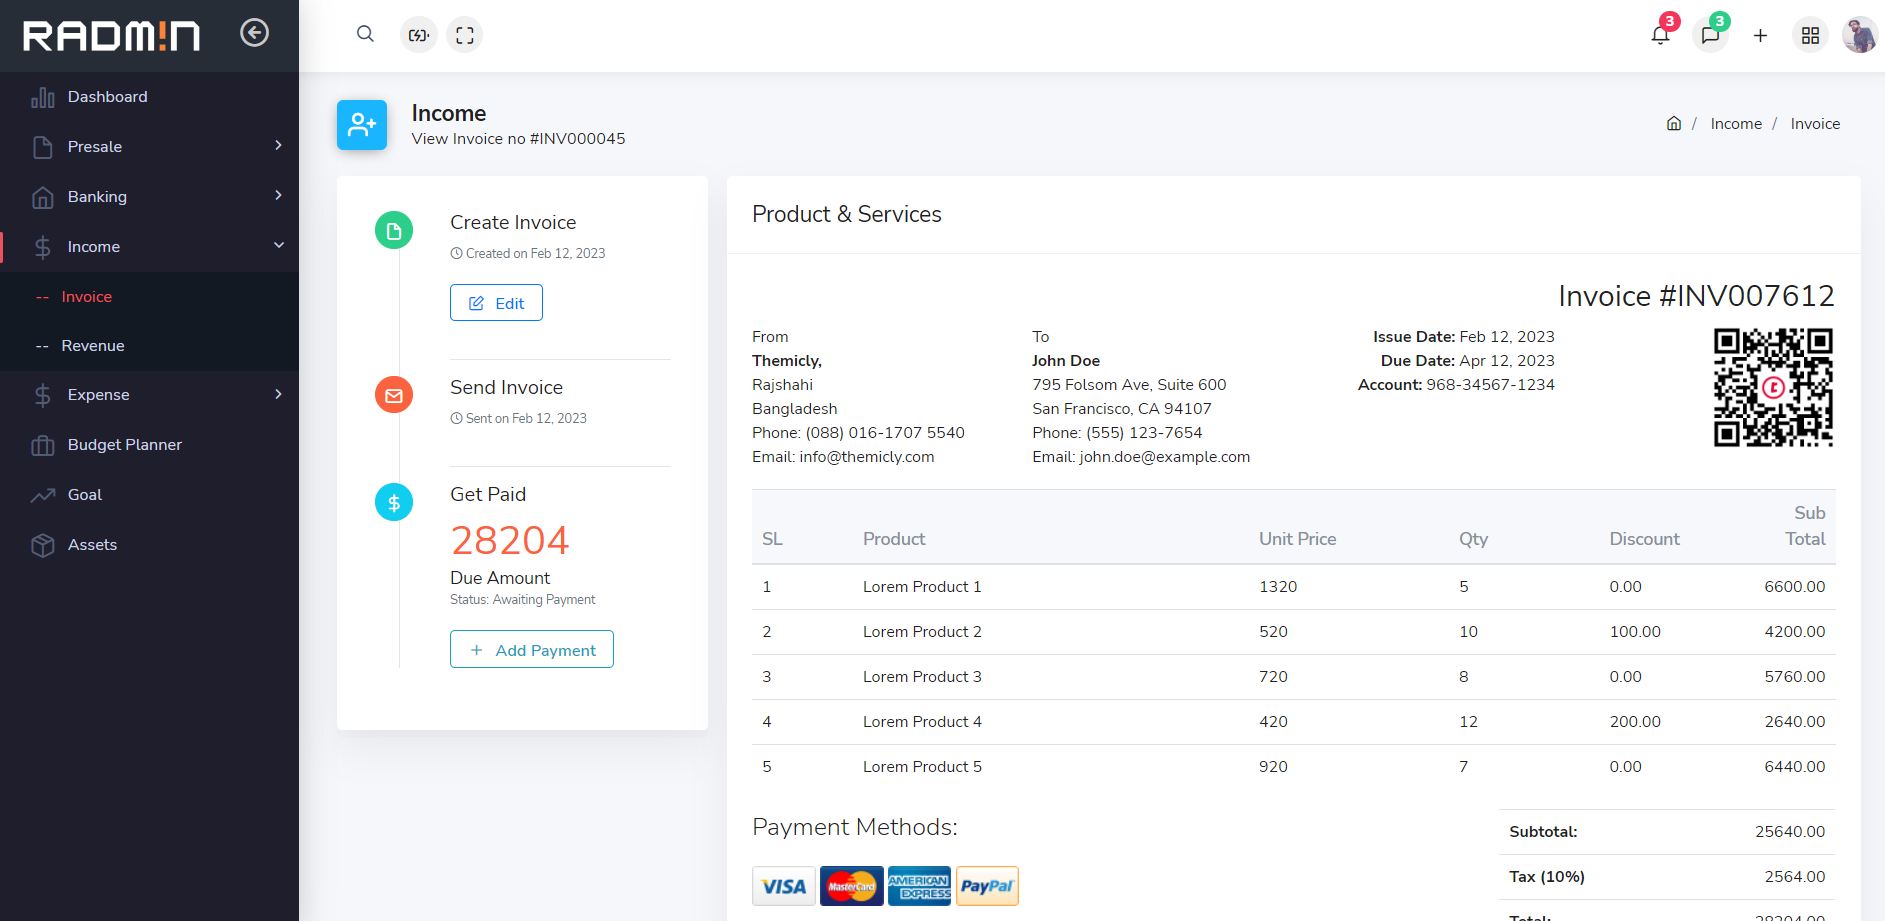 RADM!N
3
3
Dashboard
Presale
Banking
Income
-- Invoice
-- Revenue
Expense
Budget Planner
Goal
Assets
Income
View Invoice no #INV000045
/ Income / Invoice
Create Invoice
Created on Feb 12, 2023
Edit
Send Invoice
Sent on Feb 12, 2023
Get Paid
28204
Due Amount
Status: Awaiting Payment
Add Payment
Product & Services
Invoice #INV007612
From
Themicly,
Rajshahi
Bangladesh
Phone: (088) 016-1707 5540
Email: info@themicly.com
To
John Doe
795 Folsom Ave, Suite 600
San Francisco, CA 94107
Phone: (555) 123-7654
Email: john.doe@example.com
Issue Date: Feb 12, 2023
Due Date: Apr 12, 2023
Account: 968-34567-1234
SL Product Unit Price Qty Discount Sub Total
1 Lorem Product 1 1320 5 0.00 6600.00
2 Lorem Product 2 520 10 100.00 4200.00
3 Lorem Product 3 720 8 0.00 5760.00
4 Lorem Product 4 420 12 200.00 2640.00
5 Lorem Product 5 920 7 0.00 6440.00
Payment Methods:
VISA MasterCard AMERICAN EXPRESS PayPal
Subtotal: 25640.00
Tax (10%) 2564.00
Total: 28204.00